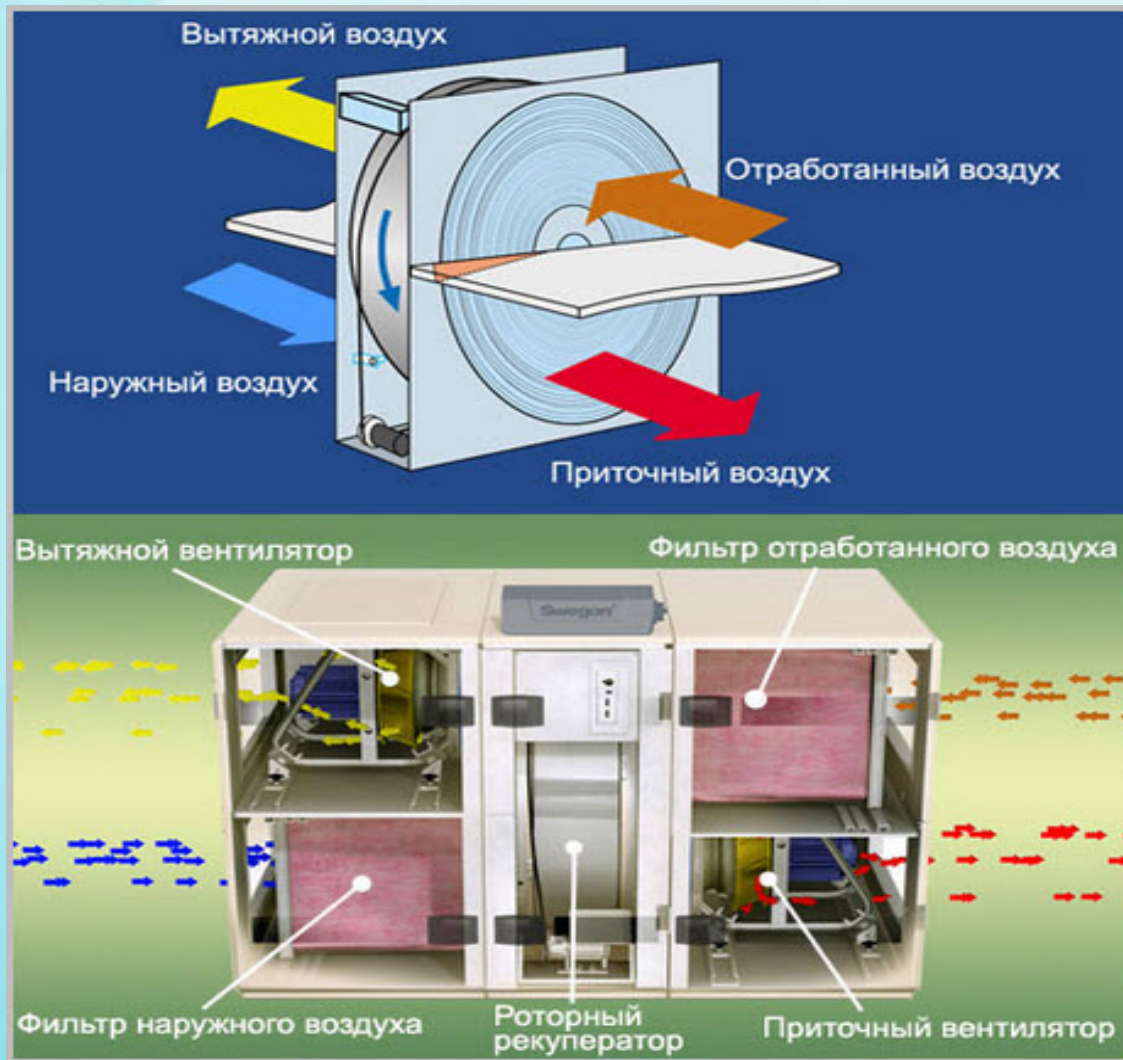 Вытяжной воздух
Отработанный воздух
Наружный воздух
Приточный воздух
Вытяжной вентилятор
Фильтр отработанного воздуха
Swegon
Фильтр наружного воздуха
Роторный
рекуператор
Приточный вентилятор